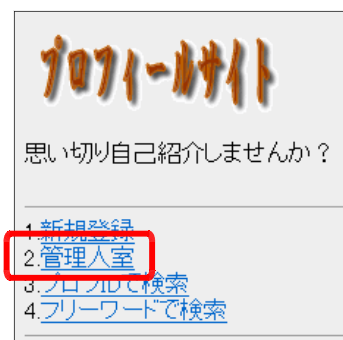 プロフィールサイト
思い切り自己紹介しませんか？
1.新規登録
2.管理人室
3.プロフIDで検索
4.フリーワードで検索